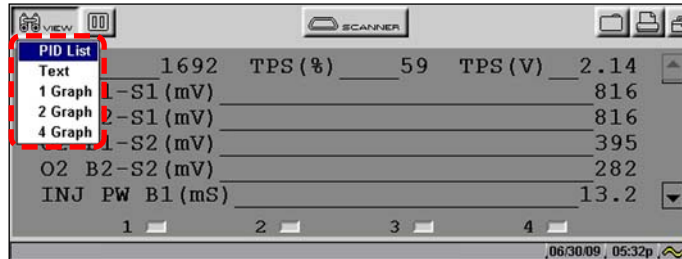 VIEW SCANNER
PID List
Text 1692 TPS(%) 59 TPS(V) 2.14
1 Graph 1-S1(mV) 816
2 Graph 2-S1(mV) 816
4 Graph 1-S2(mV) 395
O2 B2-S2(mV) 282
INJ PW B1(mS) 13.2
1 2 3 4
06/30/09 05:32p